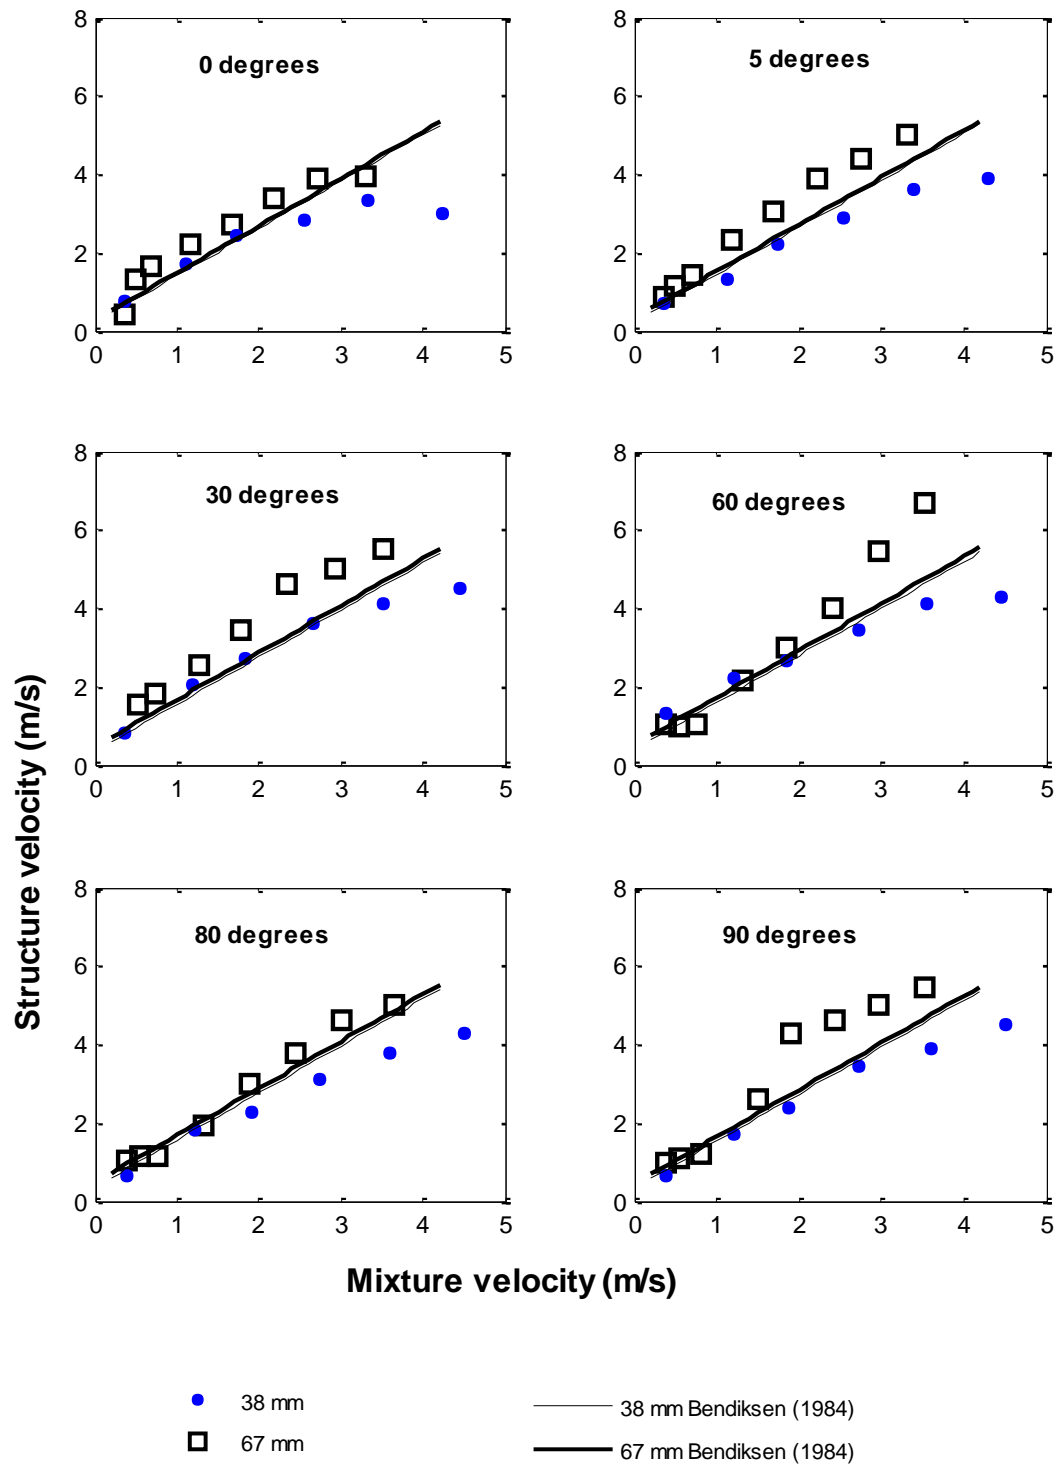 0 degrees
8
6
4
2
0
0 1 2 3 4 5
5 degrees
8
6
4
2
0
0 1 2 3 4 5
30 degrees
8
6
4
2
0
0 1 2 3 4 5
60 degrees
8
6
4
2
0
0 1 2 3 4 5
80 degrees
8
6
4
2
0
0 1 2 3 4 5
90 degrees
8
6
4
2
0
0 1 2 3 4 5
Structure velocity (m/s)
Mixture velocity (m/s)
38 mm
67 mm
38 mm Bendiksen (1984)
67 mm Bendiksen (1984)